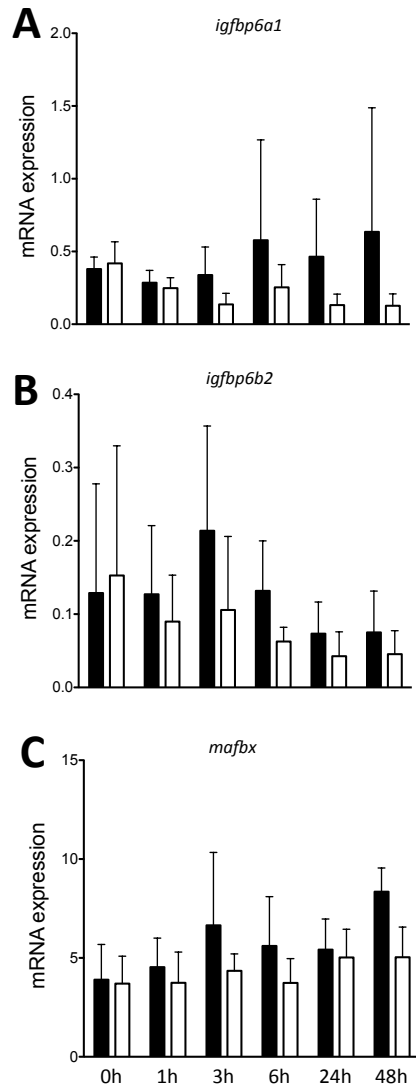 A
igfbp6a1
mRNA expression
2.0
1.5
1.0
0.5
0.0
B
igfbp6b2
mRNA expression
0.4
0.3
0.2
0.1
0.0
C
mafbx
mRNA expression
15
10
5
0
0h 1h 3h 6h 24h 48h